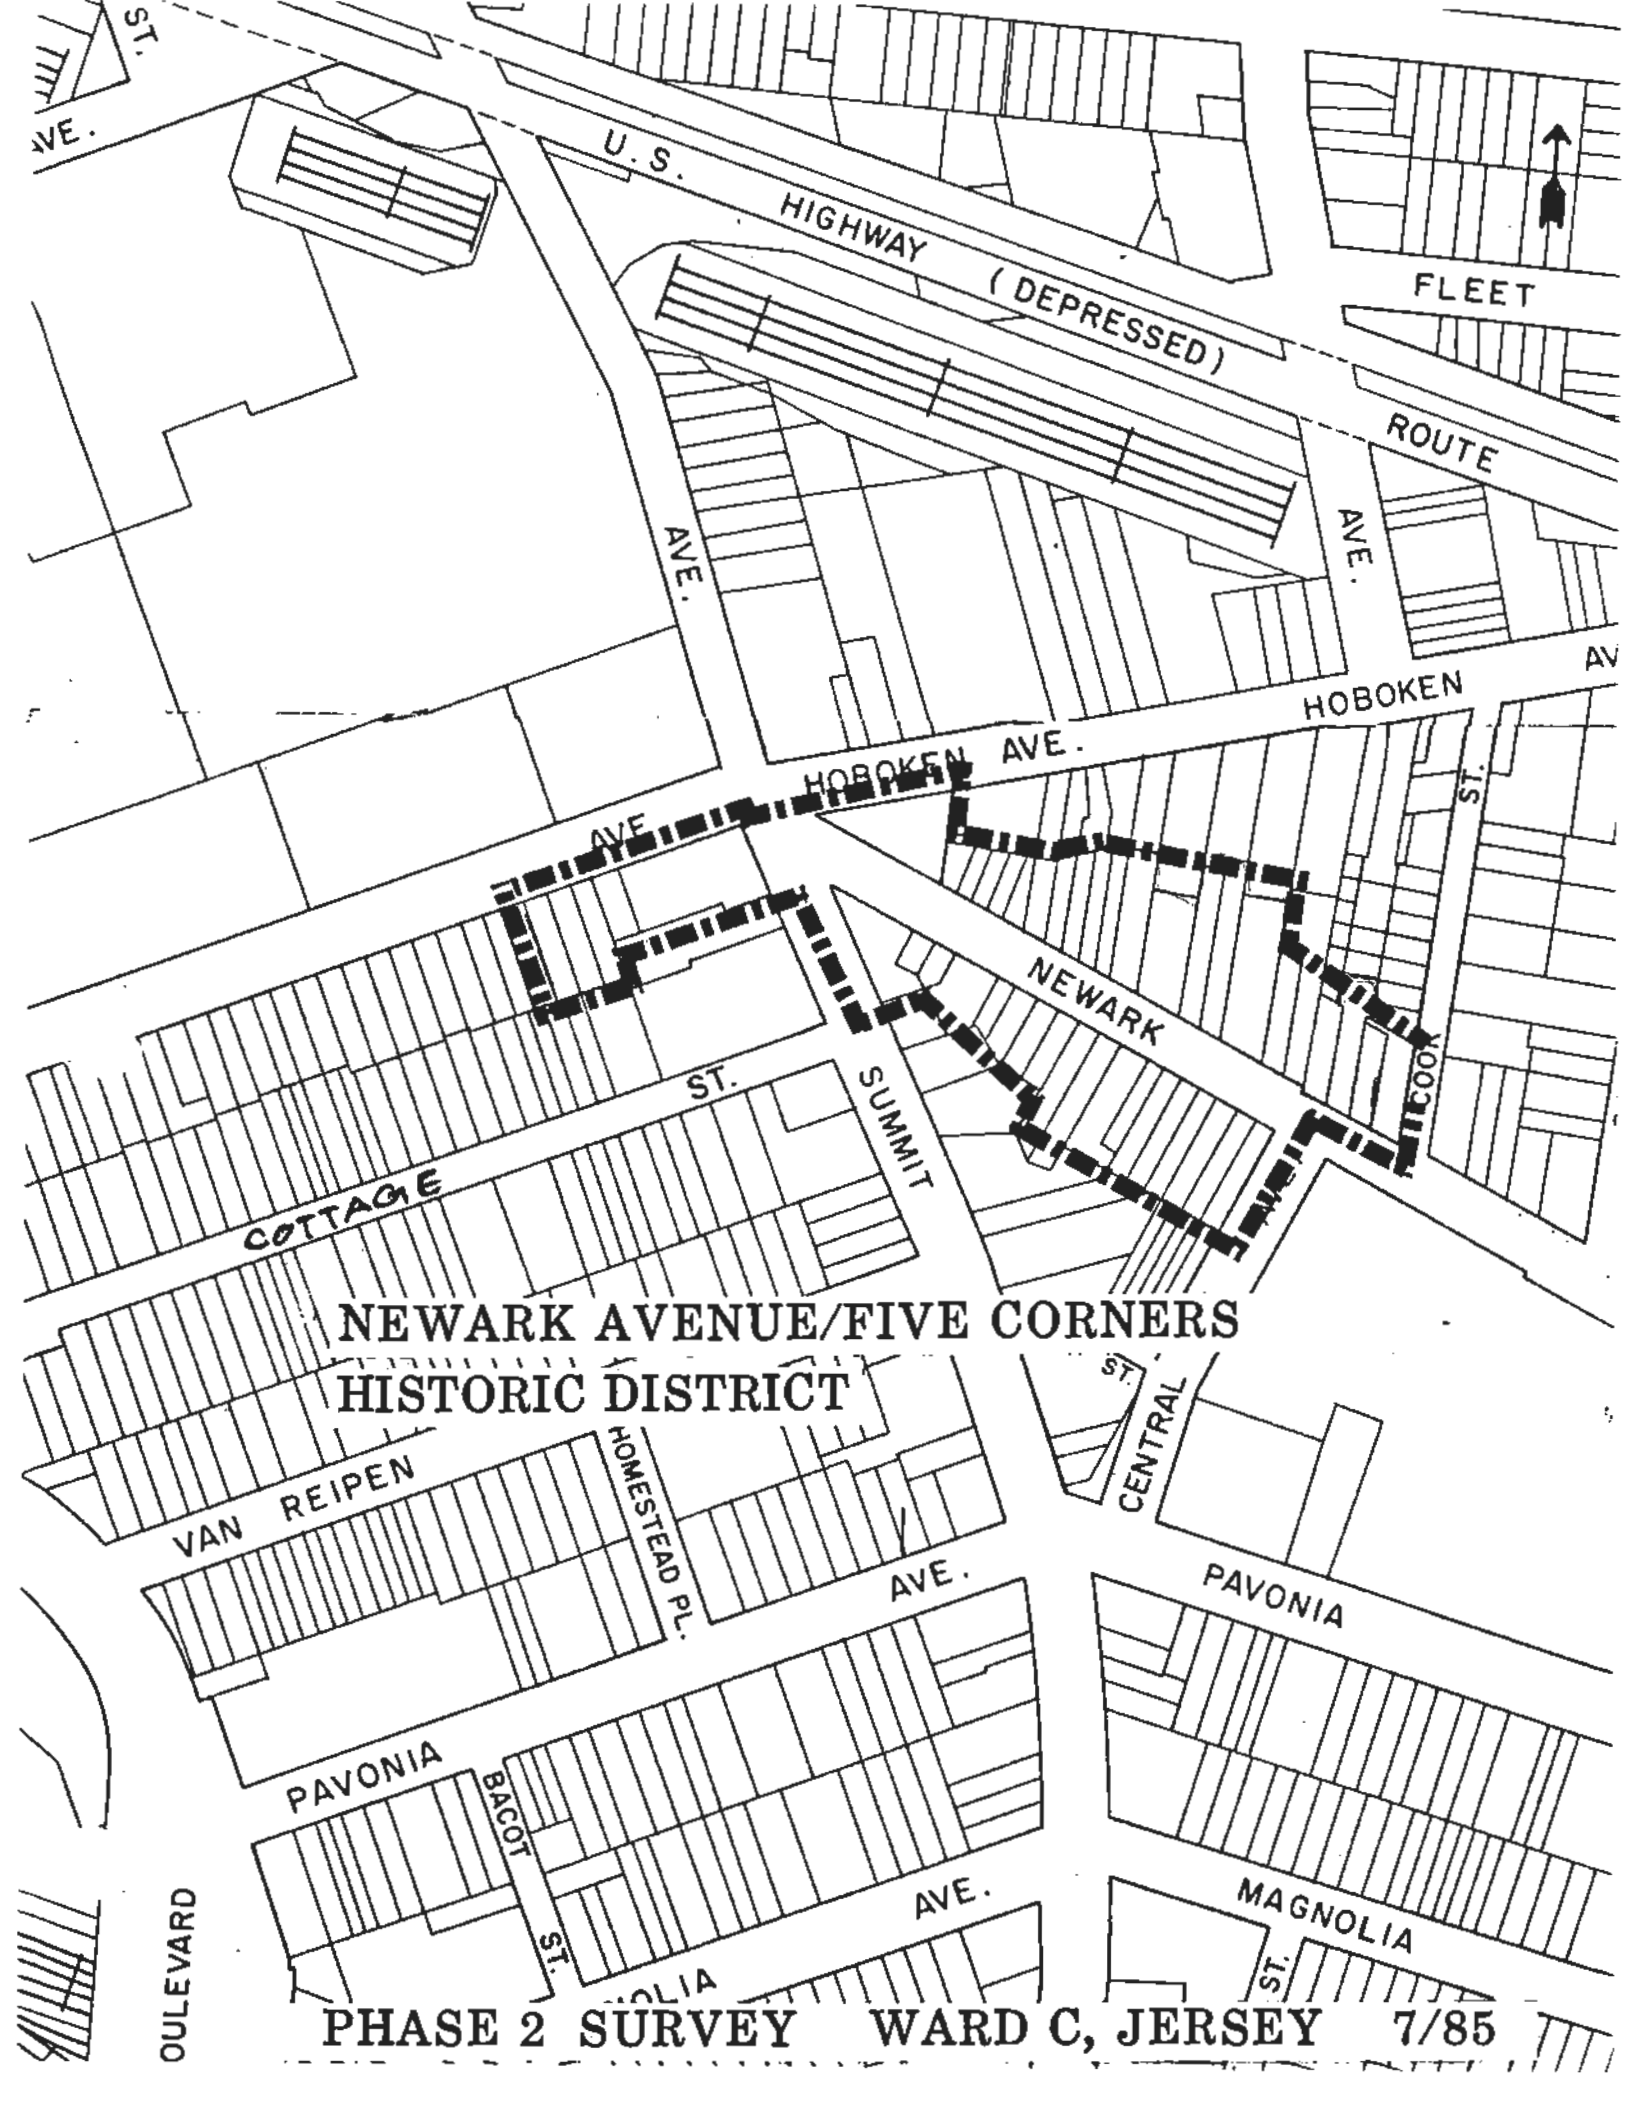 ST.
AVE.
U.S. HIGHWAY (DEPRESSED) ROUTE
FLEET
AVE.
AVE.
HOBOKEN
HOBOKEN AVE.
AVE
ST.
NEWARK
COOK
ST.
SUMMIT
COTTAGE
NEWARK AVENUE/FIVE CORNERS
HISTORIC DISTRICT
ST.
CENTRAL
VAN REIPEN
HOMESTEAD PL.
AVE.
PAVONIA
PAVONIA
BACOT
ST.
AVE.
MAGNOLIA
ST.
OULEVARD
OLIA
PHASE 2 SURVEY WARD C, JERSEY 7/85